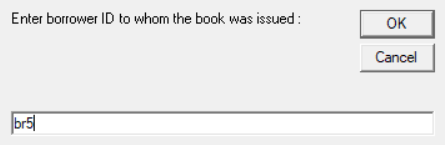 Enter borrower ID to whom the book was issued :
OK
Cancel
br5